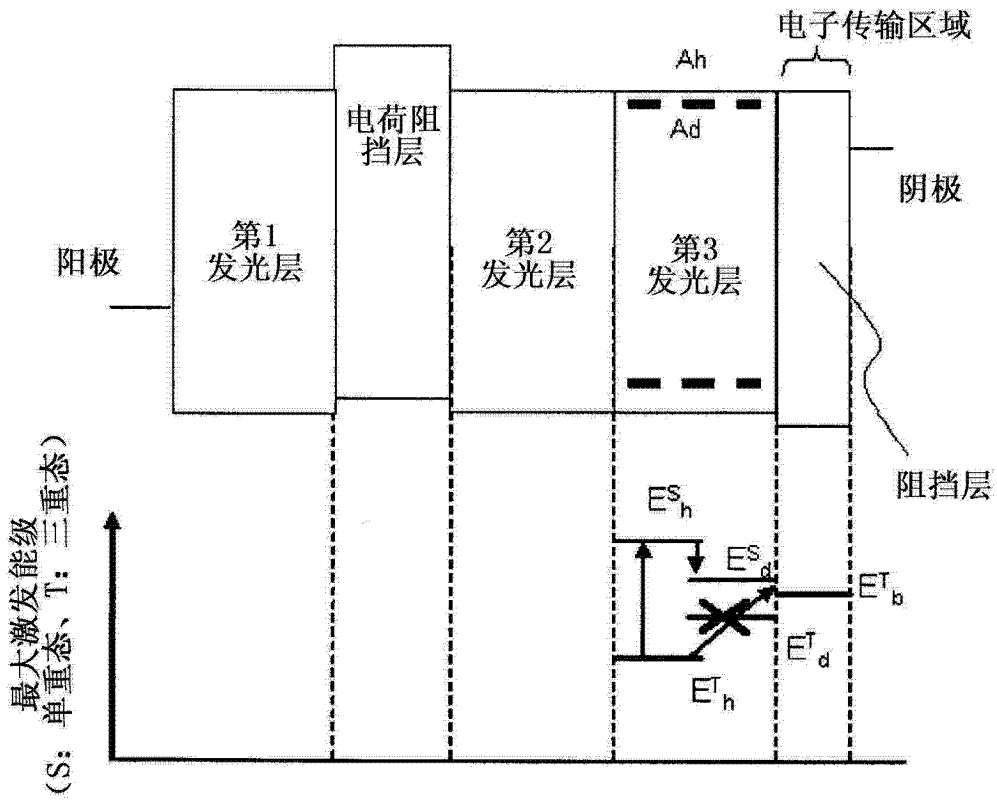 电子传输区域
Ah
电荷阻
挡层
Ad
阳极
第1
发光层
第2
发光层
第3
发光层
阴极
阻挡层
最大激发能级
(S:单重态、T:三重态)
E^S_h
E^S_d
E^T_b
E^T_d
E^T_h